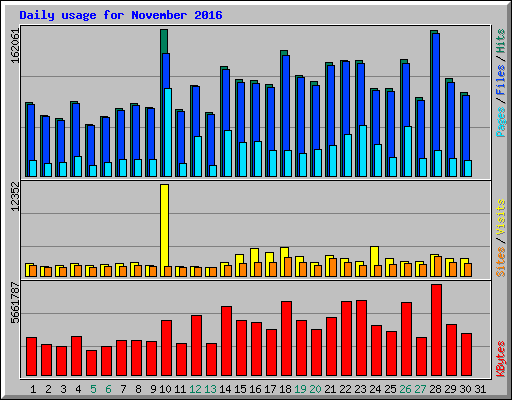 Daily usage for November 2016
162061
Pages / Files / Hits
12352
Sites / Visits
5661787
KBytes
1 2 3 4 5 6 7 8 9 10 11 12 13 14 15 16 17 18 19 20 21 22 23 24 25 26 27 28 29 30 31